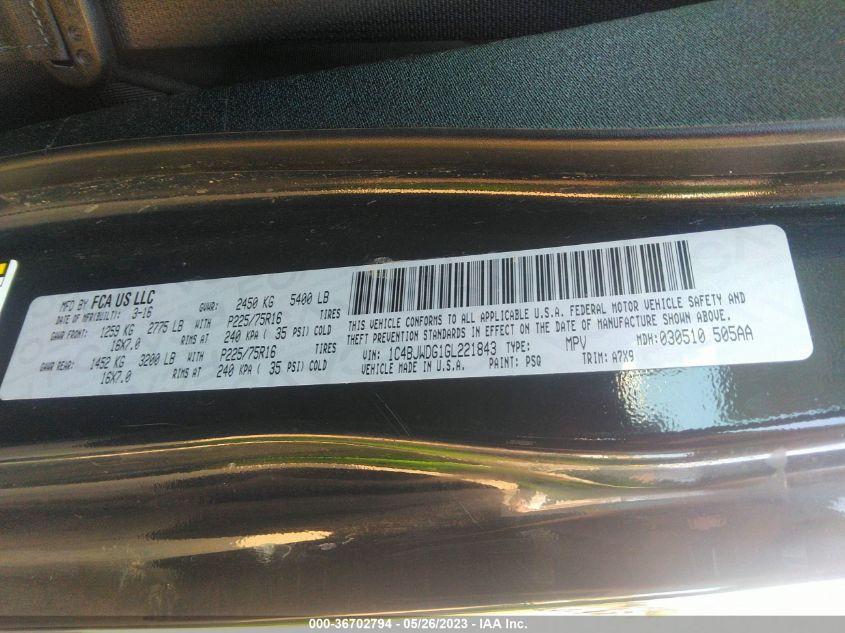 MFD BY FCA US LLC
DATE OF MFR(BUILT): 3-16 GVWR: 2450 KG 5400 LB
GAWR FRONT: 1259 KG 2775 LB WITH P225/75R16 TIRES
16X7.0 RIMS AT 240 KPA ( 35 PSI) COLD
GAWR REAR: 1452 KG 3200 LB WITH P225/75R16 TIRES
16X7.0 RIMS AT 240 KPA ( 35 PSI) COLD
THIS VEHICLE CONFORMS TO ALL APPLICABLE U.S.A. FEDERAL MOTOR VEHICLE SAFETY AND
THEFT PREVENTION STANDARDS IN EFFECT ON THE DATE OF MANUFACTURE SHOWN ABOVE.
VIN: 1C4BJWDG1GL221843 TYPE: MPV MDH: 030510 505AA
VEHICLE MADE IN U.S.A. PAINT: PSQ TRIM: A7X9
000-36702794 - 05/26/2023 - IAA Inc.